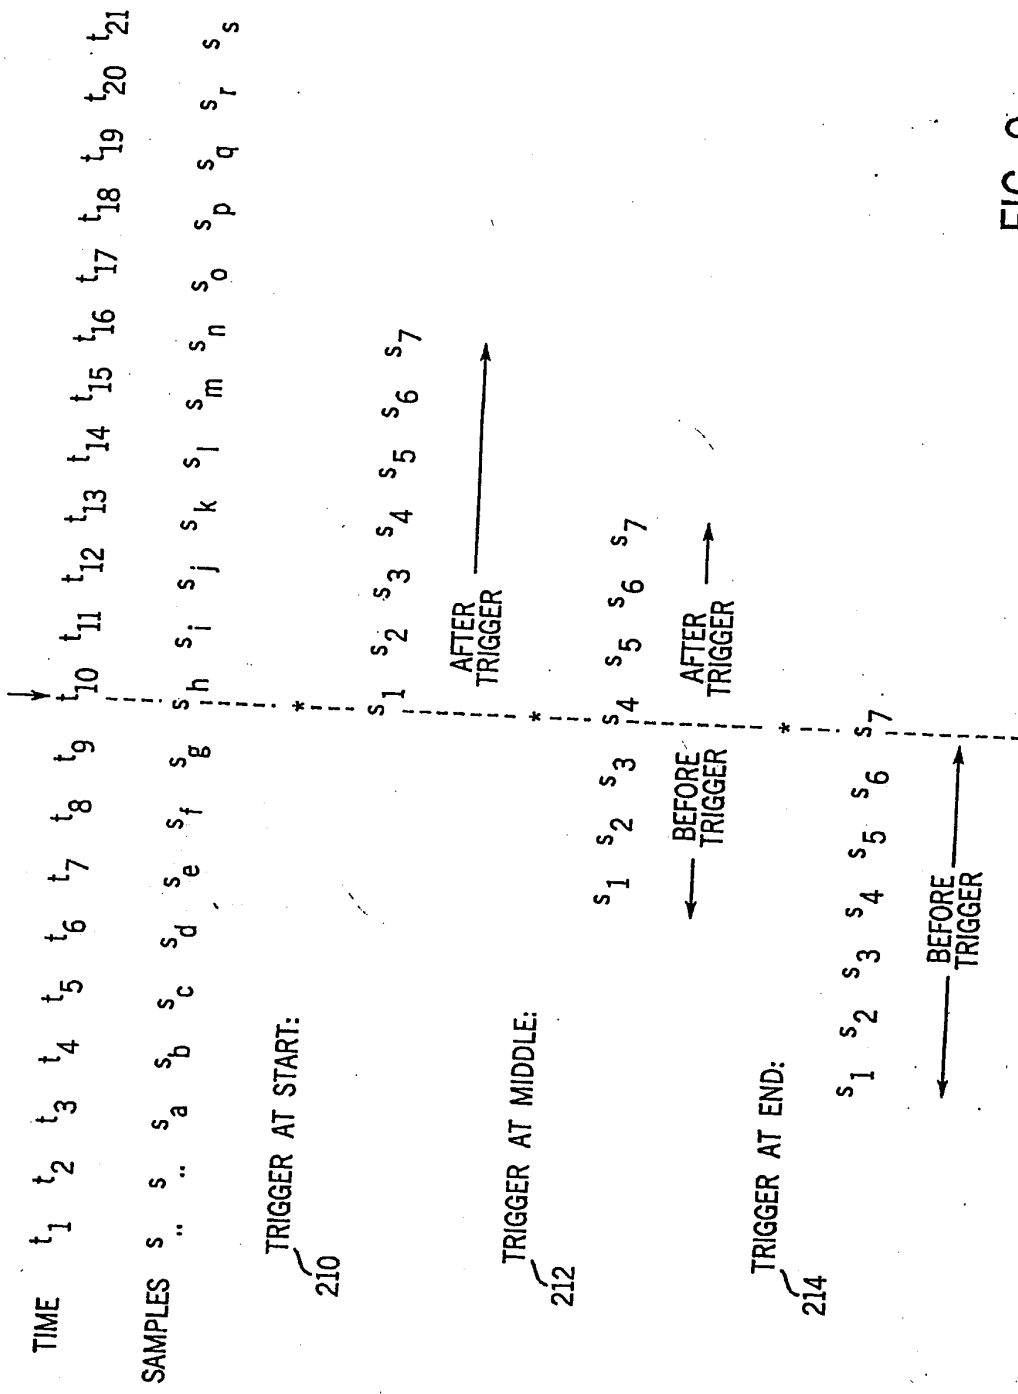 TIME t1 t2 t3 t4 t5 t6 t7 t8 t9 t10 t11 t12 t13 t14 t15 t16 t17 t18 t19 t20 t21
SAMPLES s.. s.. sa sb sc sd se sf sg sh si sj sk sl sm sn so sp sq sr ss
TRIGGER AT START:
210
*
s1 s2 s3 s4 s5 s6 s7
AFTER
TRIGGER
TRIGGER AT MIDDLE:
212
*
s1 s2 s3 s4 s5 s6 s7
BEFORE
TRIGGER
AFTER
TRIGGER
TRIGGER AT END:
214
*
s1 s2 s3 s4 s5 s6 s7
BEFORE
TRIGGER
FIG.